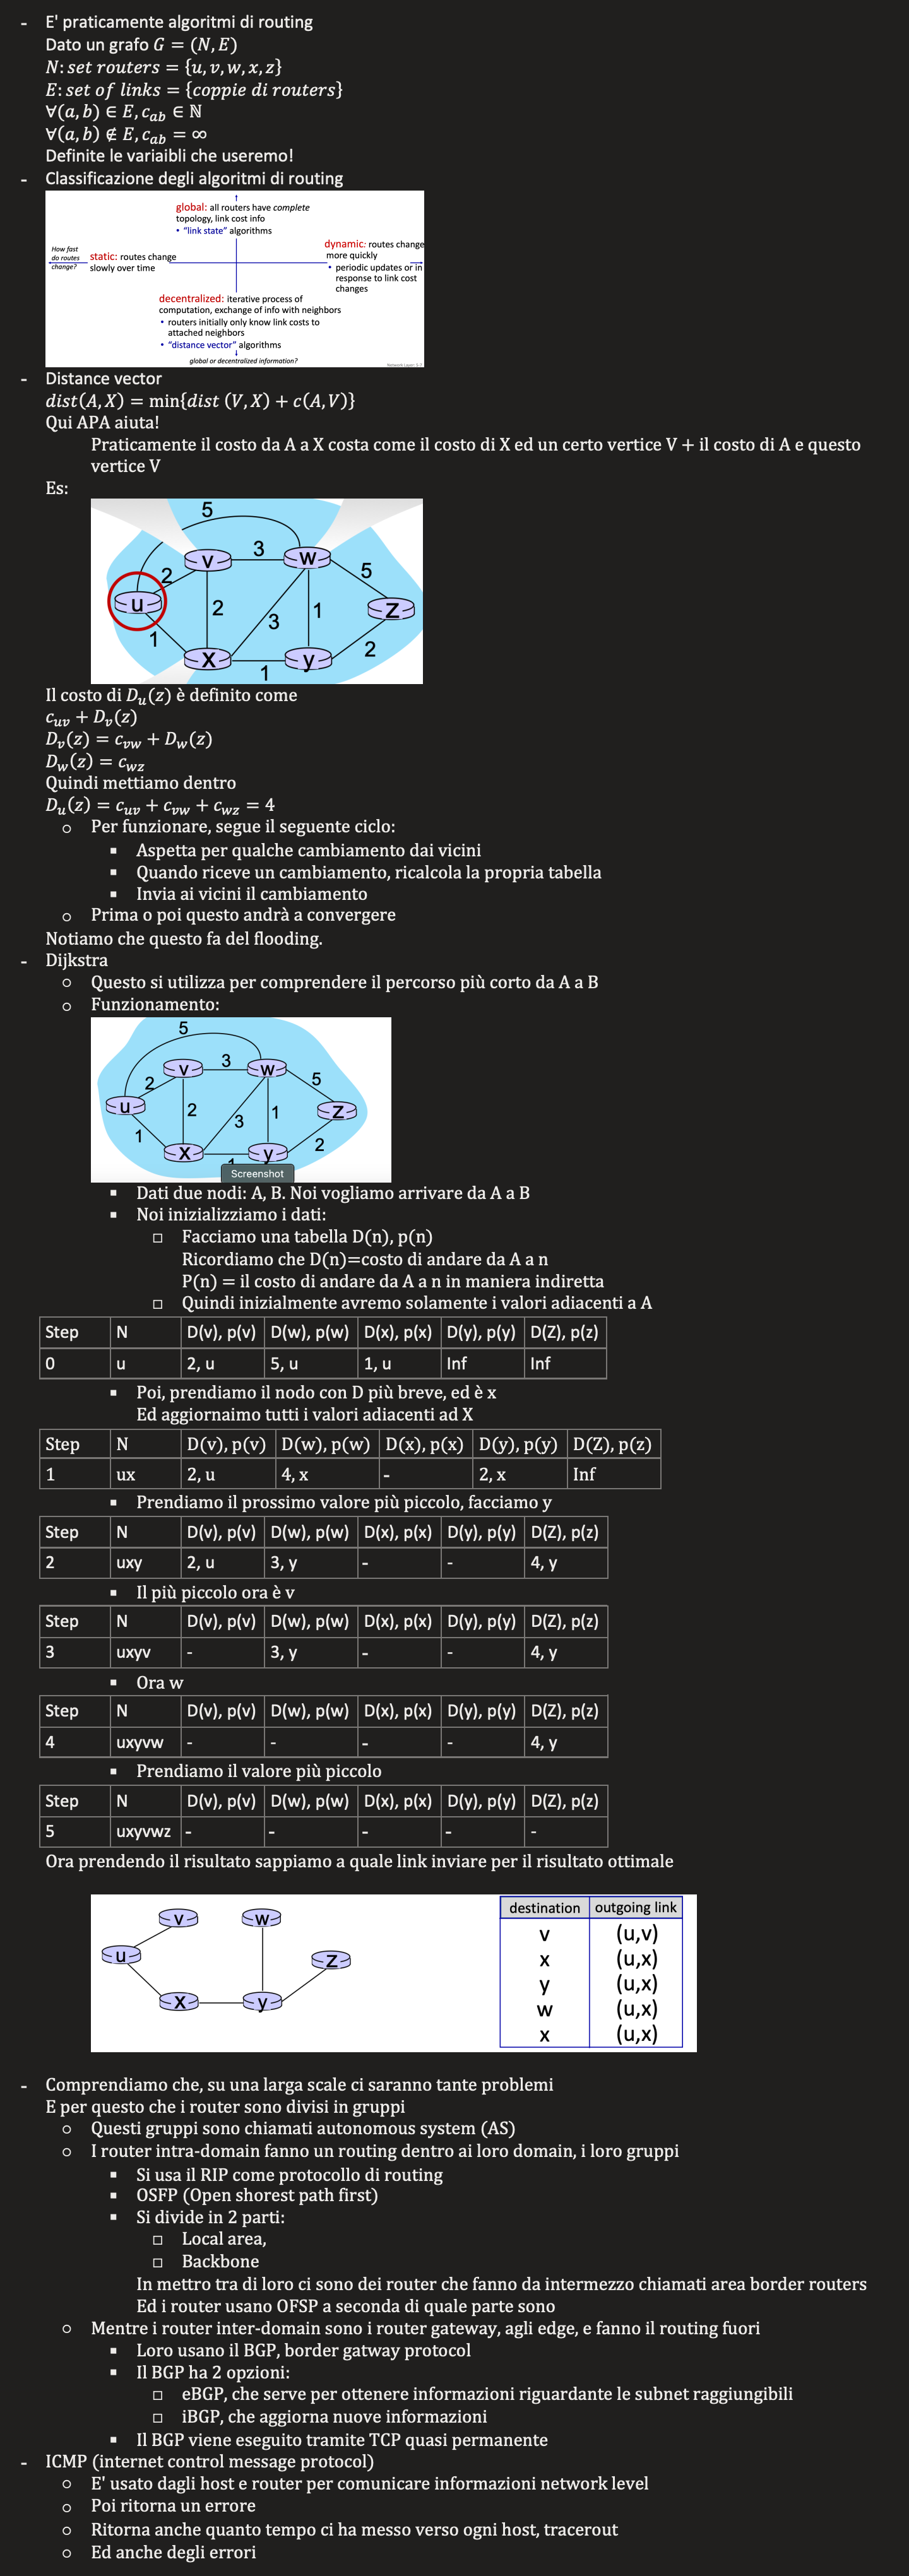 - E' praticamente algoritmi di routing
Dato un grafo G = (N, E)
N: set routers = {u, v, w, x, z}
E: set of links = {coppie di routers}
∀(a, b) ∈ E, c_ab ∈ ℕ
∀(a, b) ∉ E, c_ab = ∞
Definite le variaibli che useremo!
- Classificazione degli algoritmi di routing
global: all routers have complete
topology, link cost info
• "link state" algorithms
How fast
do routes
change?
static: routes change
slowly over time
dynamic: routes change
more quickly
• periodic updates or in
response to link cost
changes
decentralized: iterative process of
computation, exchange of info with neighbors
• routers initially only know link costs to
attached neighbors
• "distance vector" algorithms
global or decentralized information?
Network Layer: 5-7
- Distance vector
dist(A, X) = min{dist (V, X) + c(A, V)}
Qui APA aiuta!
Praticamente il costo da A a X costa come il costo di X ed un certo vertice V + il costo di A e questo
vertice V
Es:
5
v 3 w
2 5
u 2 3 1 z
1 2
x 1 y
Il costo di D_u(z) è definito come
c_uv + D_v(z)
D_v(z) = c_vw + D_w(z)
D_w(z) = c_wz
Quindi mettiamo dentro
D_u(z) = c_uv + c_vw + c_wz = 4
o Per funzionare, segue il seguente ciclo:
▪ Aspetta per qualche cambiamento dai vicini
▪ Quando riceve un cambiamento, ricalcola la propria tabella
▪ Invia ai vicini il cambiamento
o Prima o poi questo andrà a convergere
Notiamo che questo fa del flooding.
- Dijkstra
o Questo si utilizza per comprendere il percorso più corto da A a B
o Funzionamento:
5
v 3 w
2 5
u 2 3 1 z
1 2
x 1 y
Screenshot
▪ Dati due nodi: A, B. Noi vogliamo arrivare da A a B
▪ Noi inizializziamo i dati:
□ Facciamo una tabella D(n), p(n)
Ricordiamo che D(n)=costo di andare da A a n
P(n) = il costo di andare da A a n in maniera indiretta
□ Quindi inizialmente avremo solamente i valori adiacenti a A
Step N D(v), p(v) D(w), p(w) D(x), p(x) D(y), p(y) D(Z), p(z)
0 u 2, u 5, u 1, u Inf Inf
▪ Poi, prendiamo il nodo con D più breve, ed è x
Ed aggiornaimo tutti i valori adiacenti ad X
Step N D(v), p(v) D(w), p(w) D(x), p(x) D(y), p(y) D(Z), p(z)
1 ux 2, u 4, x - 2, x Inf
▪ Prendiamo il prossimo valore più piccolo, facciamo y
Step N D(v), p(v) D(w), p(w) D(x), p(x) D(y), p(y) D(Z), p(z)
2 uxy 2, u 3, y - - 4, y
▪ Il più piccolo ora è v
Step N D(v), p(v) D(w), p(w) D(x), p(x) D(y), p(y) D(Z), p(z)
3 uxyv - 3, y - - 4, y
▪ Ora w
Step N D(v), p(v) D(w), p(w) D(x), p(x) D(y), p(y) D(Z), p(z)
4 uxyvw - - - - 4, y
▪ Prendiamo il valore più piccolo
Step N D(v), p(v) D(w), p(w) D(x), p(x) D(y), p(y) D(Z), p(z)
5 uxyvwz - - - - -
Ora prendendo il risultato sappiamo a quale link inviare per il risultato ottimale
v w
u z
x y
destination outgoing link
v (u,v)
x (u,x)
y (u,x)
w (u,x)
x (u,x)
- Comprendiamo che, su una larga scale ci saranno tante problemi
E per questo che i router sono divisi in gruppi
o Questi gruppi sono chiamati autonomous system (AS)
o I router intra-domain fanno un routing dentro ai loro domain, i loro gruppi
▪ Si usa il RIP come protocollo di routing
▪ OSFP (Open shorest path first)
▪ Si divide in 2 parti:
□ Local area,
□ Backbone
In mettro tra di loro ci sono dei router che fanno da intermezzo chiamati area border routers
Ed i router usano OFSP a seconda di quale parte sono
o Mentre i router inter-domain sono i router gateway, agli edge, e fanno il routing fuori
▪ Loro usano il BGP, border gatway protocol
▪ Il BGP ha 2 opzioni:
□ eBGP, che serve per ottenere informazioni riguardante le subnet raggiungibili
□ iBGP, che aggiorna nuove informazioni
▪ Il BGP viene eseguito tramite TCP quasi permanente
- ICMP (internet control message protocol)
o E' usato dagli host e router per comunicare informazioni network level
o Poi ritorna un errore
o Ritorna anche quanto tempo ci ha messo verso ogni host, tracerout
o Ed anche degli errori